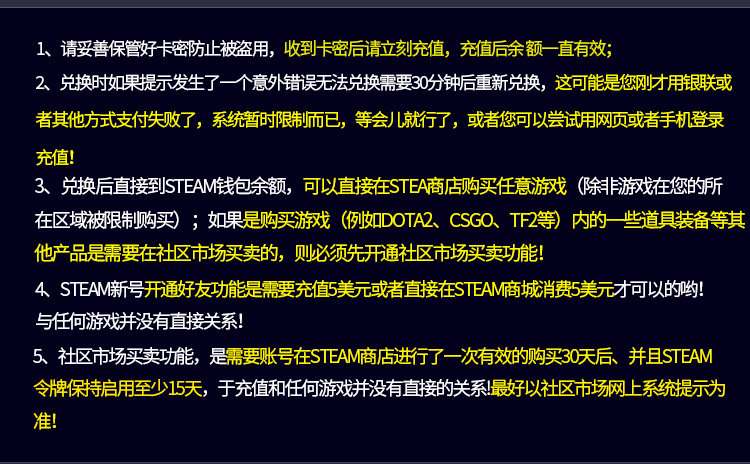 1、请妥善保管好卡密防止被盗用，收到卡密后请立刻充值，充值后余额一直有效；
2、兑换时如果提示发生了一个意外错误无法兑换需要30分钟后重新兑换，这可能是您刚才用银联或
者其他方式支付失败了，系统暂时限制而已，等会儿就行了，或者您可以尝试用网页或者手机登录
充值！
3、兑换后直接到STEAM钱包余额，可以直接在STEA商店购买任意游戏（除非游戏在您的所
在区域被限制购买）；如果是购买游戏（例如DOTA2、CSGO、TF2等）内的一些道具装备等其
他产品是需要在社区市场买卖的，则必须先开通社区市场买卖功能！
4、STEAM新号开通好友功能是需要充值5美元或者直接在STEAM商城消费5美元才可以的哟！
与任何游戏并没有直接关系！
5、社区市场买卖功能，是需要账号在STEAM商店进行了一次有效的购买30天后、并且STEAM
令牌保持启用至少15天，于充值和任何游戏并没有直接的关系!最好以社区市场网上系统提示为
准！